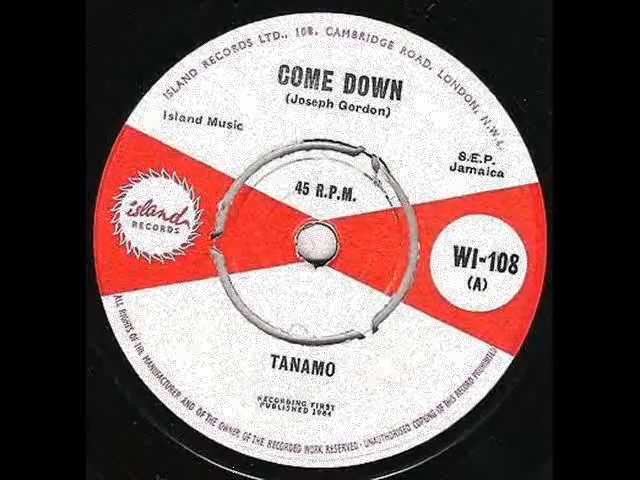 ISLAND RECORDS LTD., 108, CAMBRIDGE ROAD, LONDON, N.W.6.
COME DOWN
(Joseph Gordon)
Island Music
S.E.P.
Jamaica
45 R.P.M.
island
RECORDS
WI-108
(A)
TANAMO
RECORDING FIRST
PUBLISHED 1964
ALL RIGHTS OF THE MANUFACTURER AND OF THE OWNER OF THE RECORDED WORK RESERVED - UNAUTHORISED COPYING OF THIS RECORD PROHIBITED